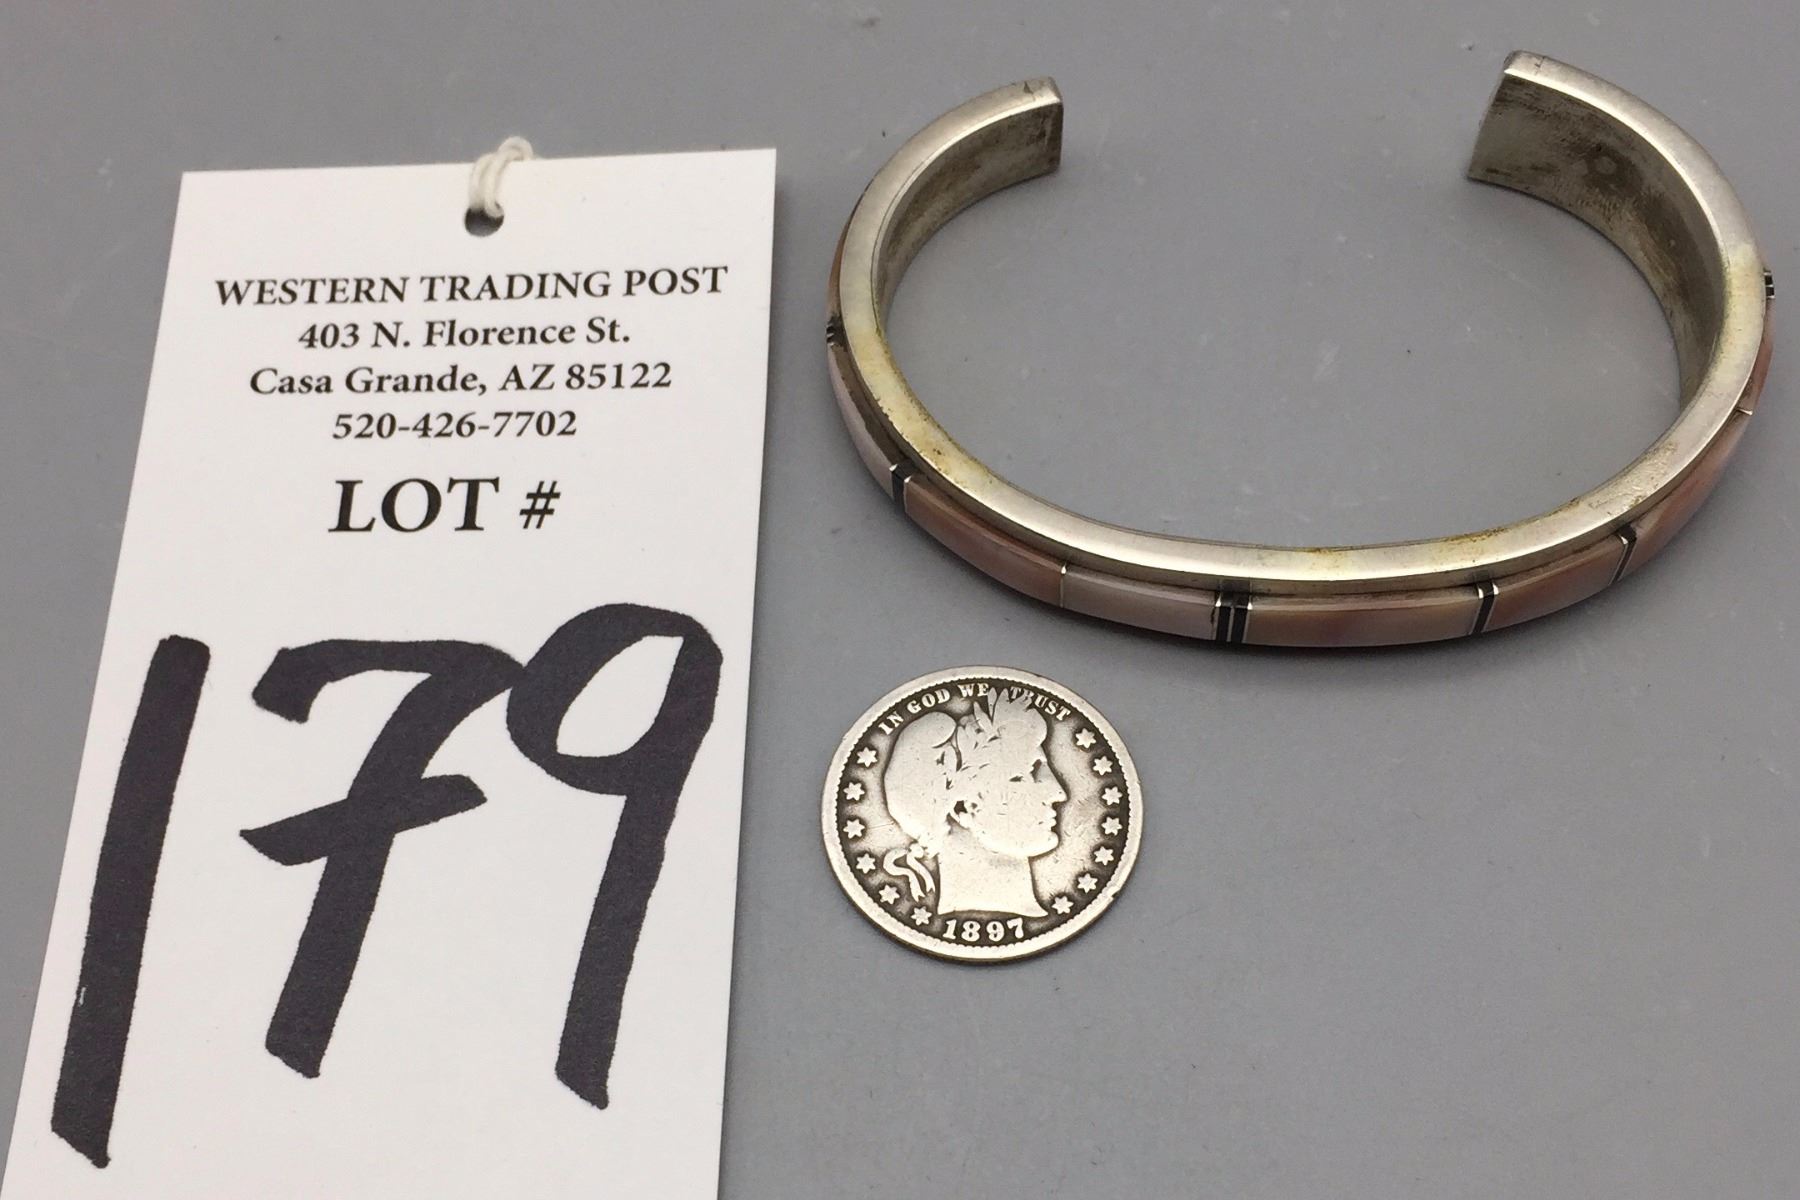 WESTERN TRADING POST
403 N. Florence St.
Casa Grande, AZ 85122
520-426-7702
LOT #
179
IN GOD WE TRUST
1897